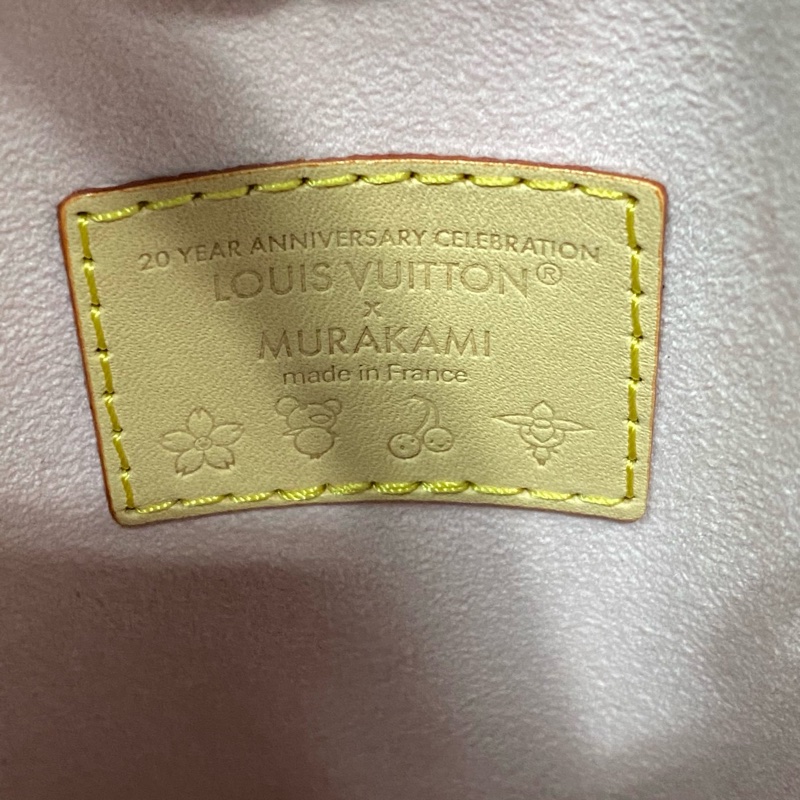 20 YEAR ANNIVERSARY CELEBRATION
LOUIS VUITTON®
x
MURAKAMI
made in France